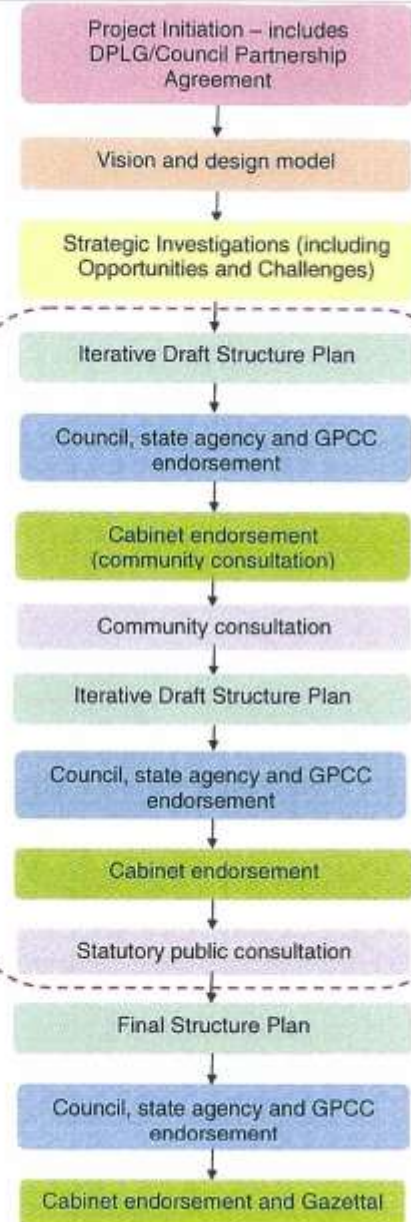 Project Initiation – includes
DPLG/Council Partnership
Agreement
Vision and design model
Strategic Investigations (including
Opportunities and Challenges)
Iterative Draft Structure Plan
Council, state agency and GPCC
endorsement
Cabinet endorsement
(community consultation)
Community consultation
Iterative Draft Structure Plan
Council, state agency and GPCC
endorsement
Cabinet endorsement
Statutory public consultation
Final Structure Plan
Council, state agency and GPCC
endorsement
Cabinet endorsement and Gazettal